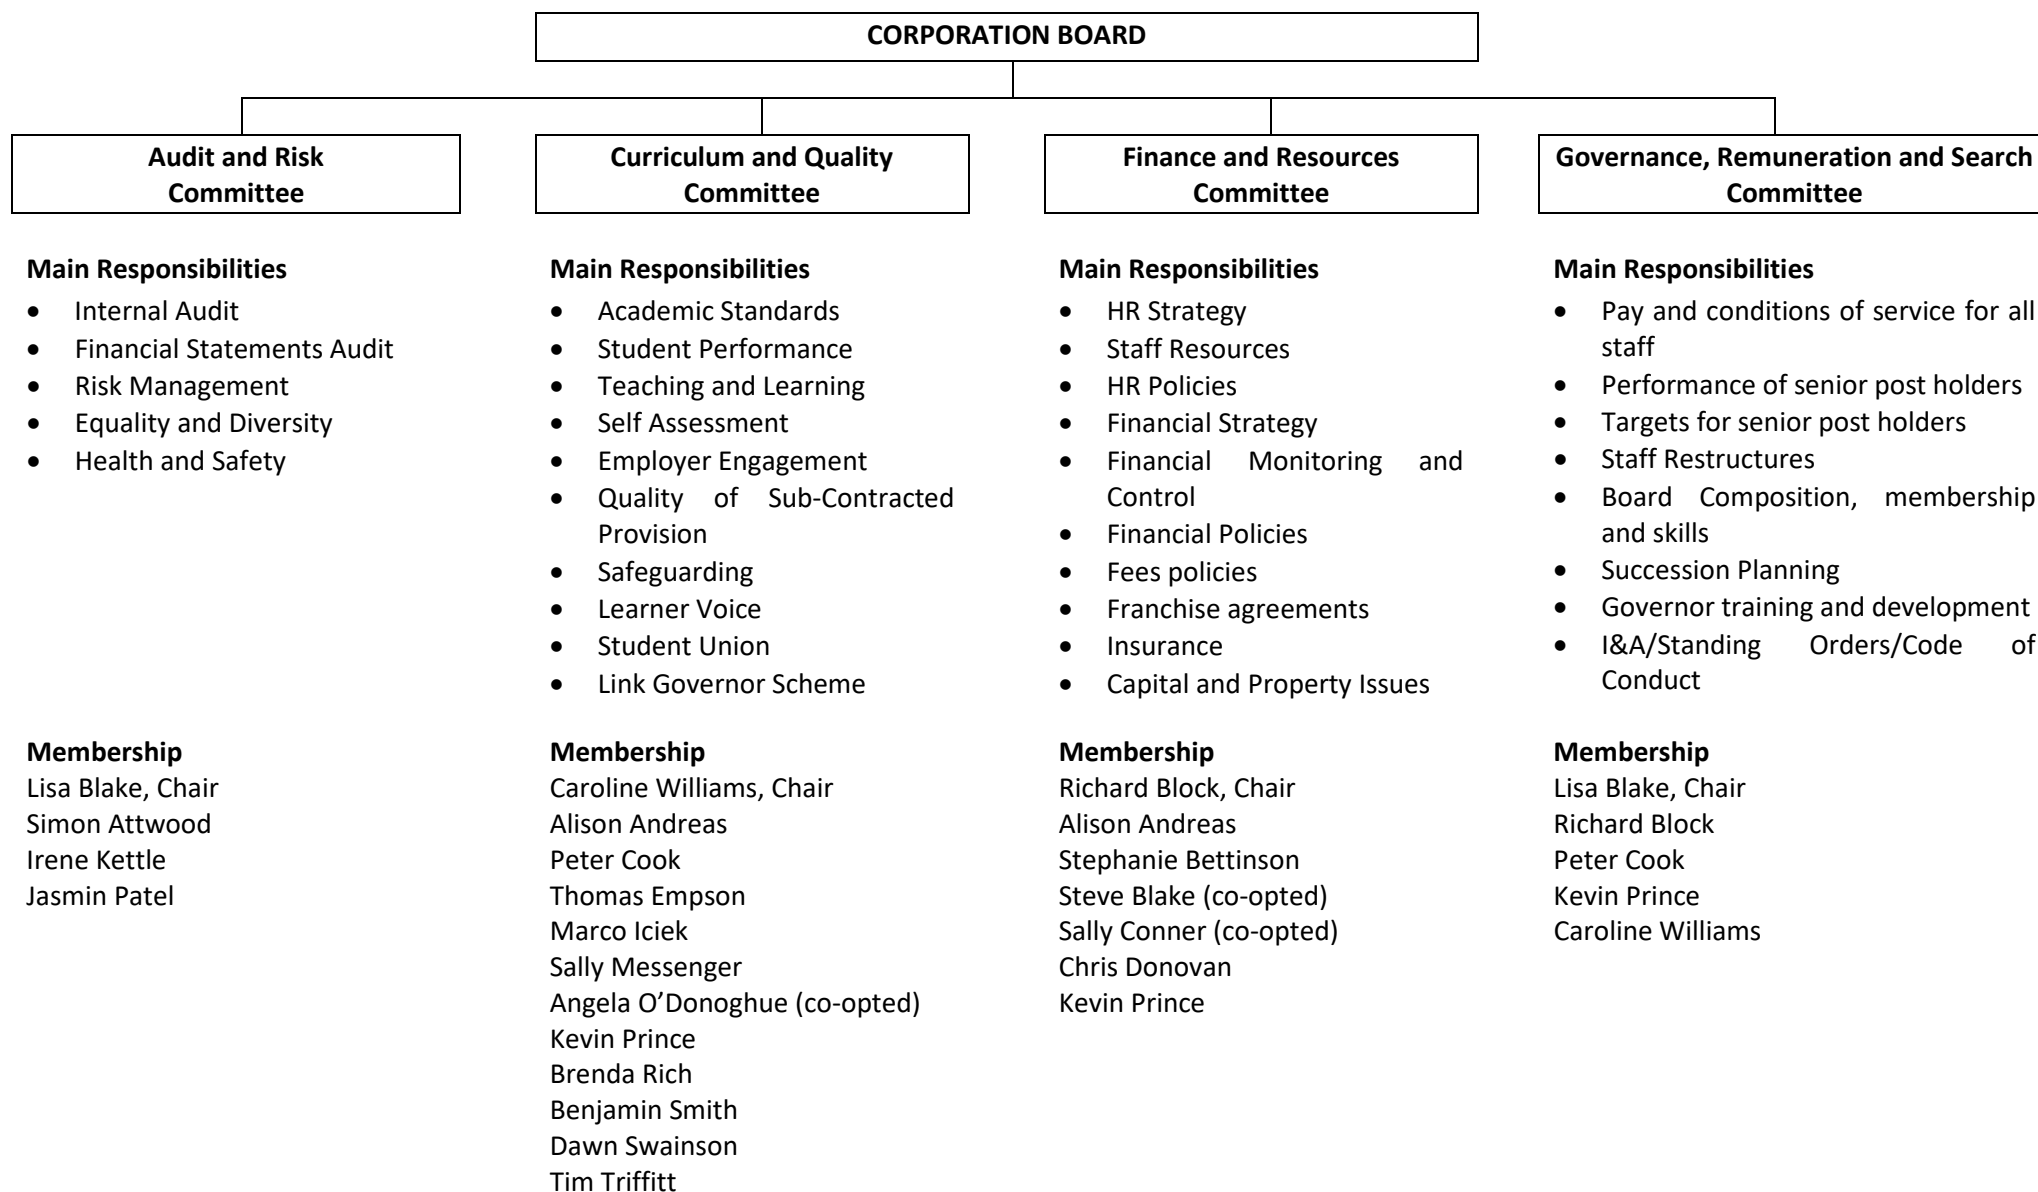 CORPORATION BOARD
Audit and Risk
Committee
Main Responsibilities
• Internal Audit
• Financial Statements Audit
• Risk Management
• Equality and Diversity
• Health and Safety
Membership
Lisa Blake, Chair
Simon Attwood
Irene Kettle
Jasmin Patel
Curriculum and Quality
Committee
Main Responsibilities
• Academic Standards
• Student Performance
• Teaching and Learning
• Self Assessment
• Employer Engagement
• Quality of Sub-Contracted
Provision
• Safeguarding
• Learner Voice
• Student Union
• Link Governor Scheme
Membership
Caroline Williams, Chair
Alison Andreas
Peter Cook
Thomas Empson
Marco Iciek
Sally Messenger
Angela O’Donoghue (co-opted)
Kevin Prince
Brenda Rich
Benjamin Smith
Dawn Swainson
Tim Triffitt
Finance and Resources
Committee
Main Responsibilities
• HR Strategy
• Staff Resources
• HR Policies
• Financial Strategy
• Financial Monitoring and
Control
• Financial Policies
• Fees policies
• Franchise agreements
• Insurance
• Capital and Property Issues
Membership
Richard Block, Chair
Alison Andreas
Stephanie Bettinson
Steve Blake (co-opted)
Sally Conner (co-opted)
Chris Donovan
Kevin Prince
Governance, Remuneration and Search
Committee
Main Responsibilities
• Pay and conditions of service for all
staff
• Performance of senior post holders
• Targets for senior post holders
• Staff Restructures
• Board Composition, membership
and skills
• Succession Planning
• Governor training and development
• I&A/Standing Orders/Code of
Conduct
Membership
Lisa Blake, Chair
Richard Block
Peter Cook
Kevin Prince
Caroline Williams